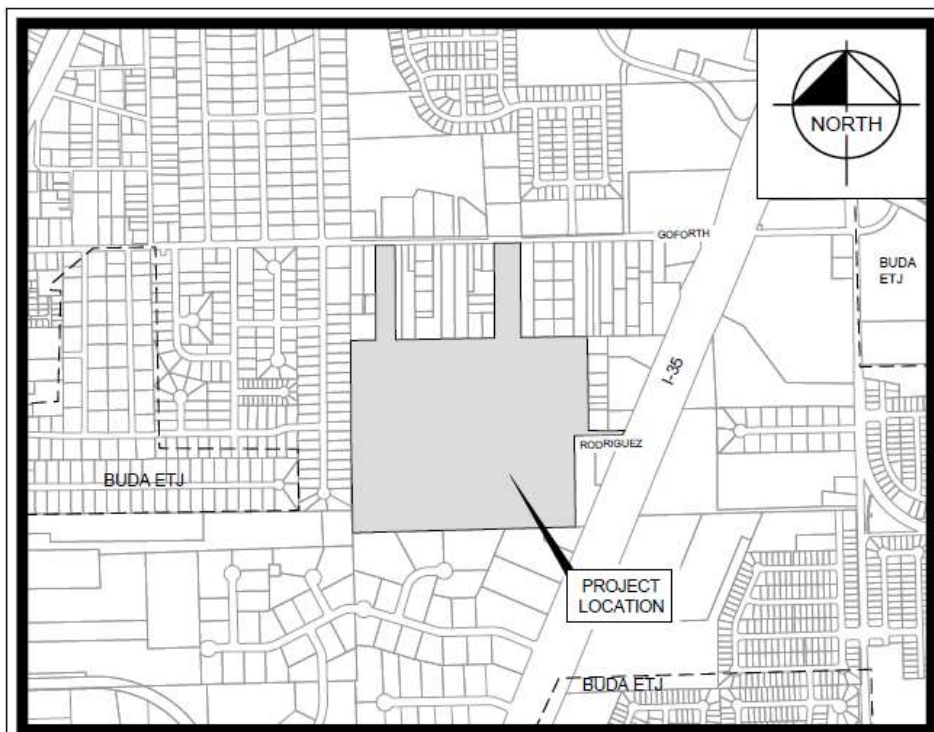 NORTH
GOFORTH
BUDA
ETJ
I-35
RODRIGUEZ
BUDA ETJ
PROJECT
LOCATION
BUDA ETJ